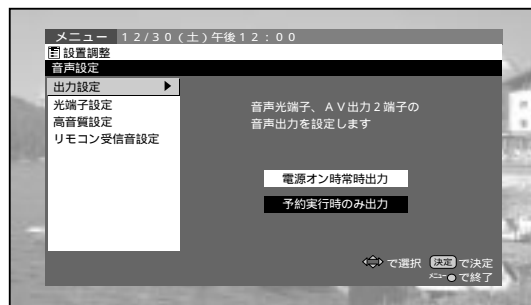 メニュー 12/30(土)午後12:00
設置調整
音声設定
出力設定 ▶
光端子設定
高音質設定
リモコン受信音設定
音声光端子、AV出力2端子の
音声出力を設定します
電源オン時常時出力
予約実行時のみ出力
で選択 決定 で決定
メニュー で終了